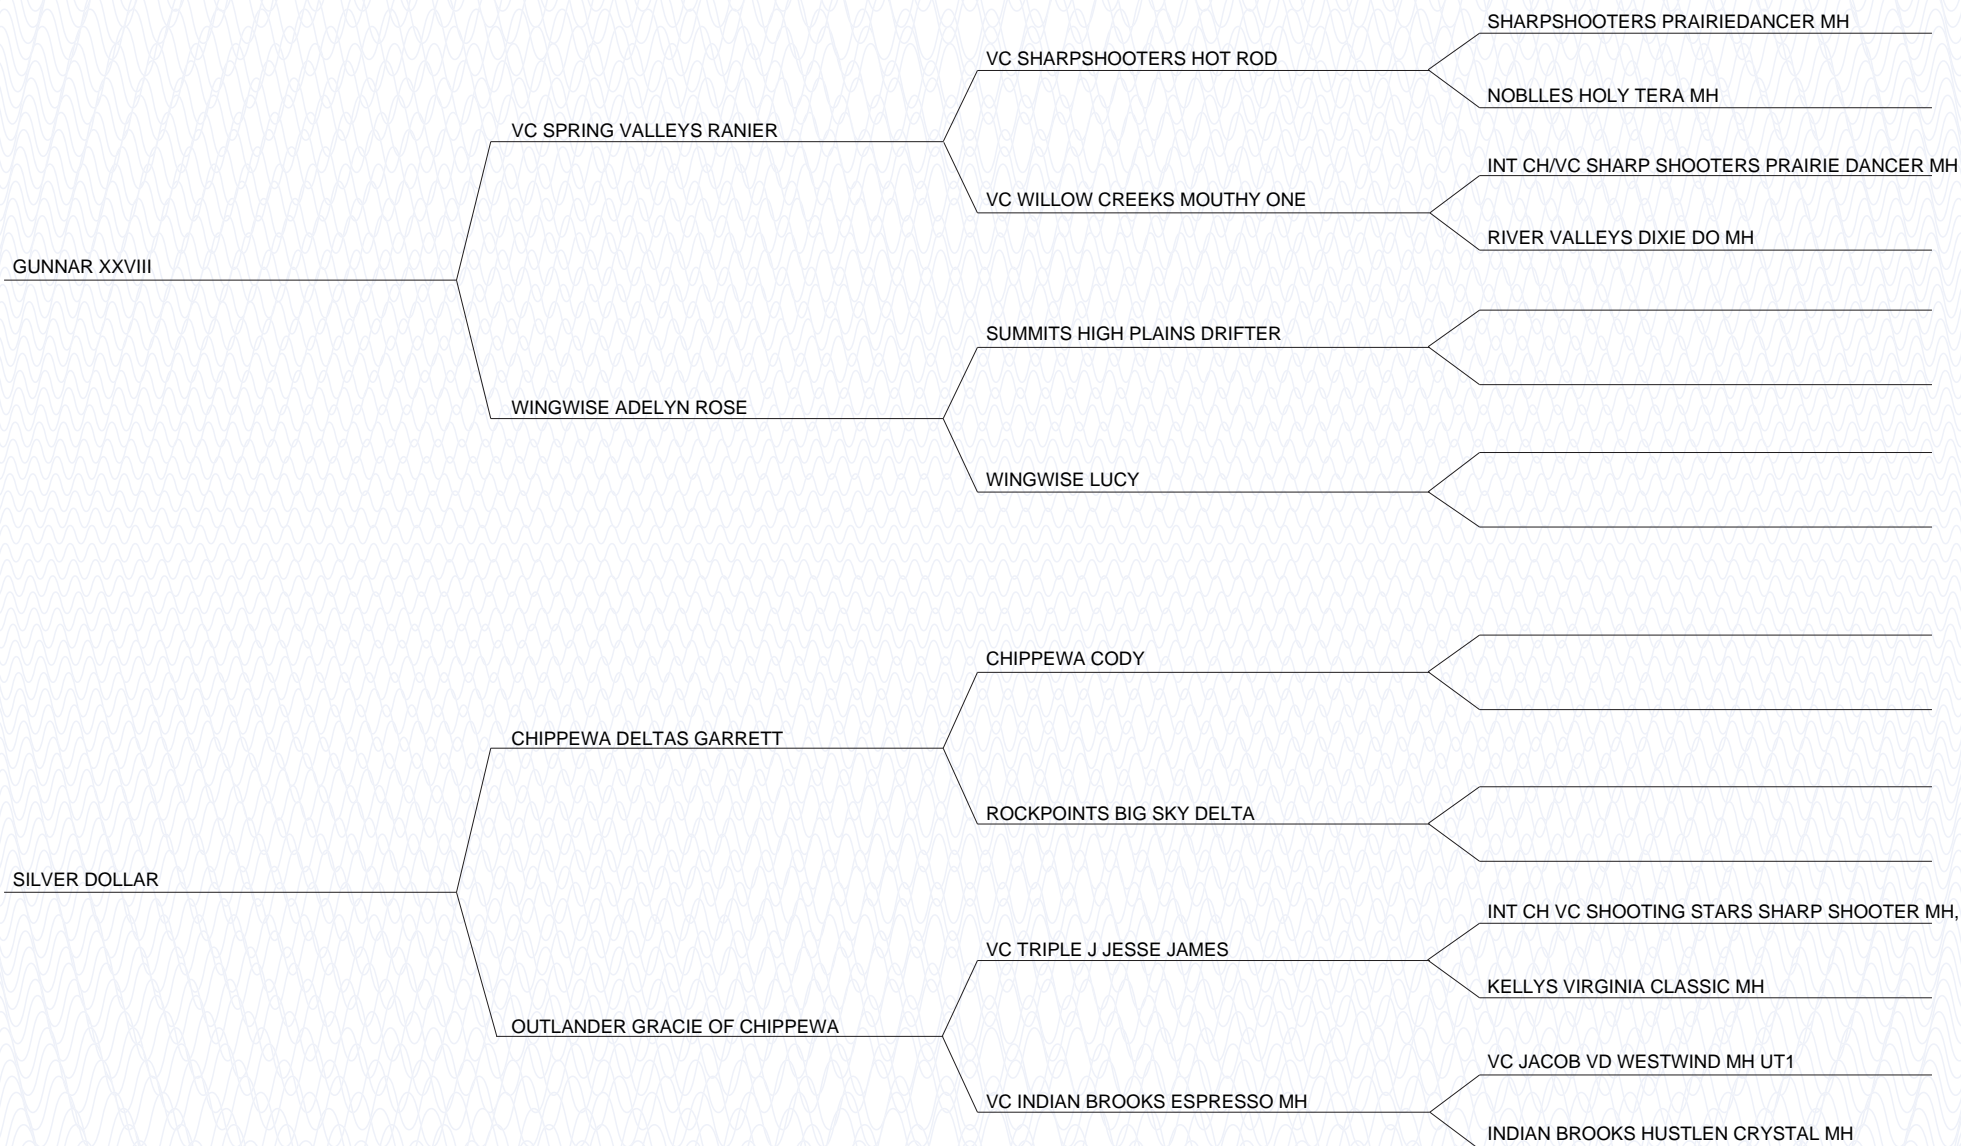 SHARPSHOOTERS PRAIRIEDANCER MH
VC SHARPSHOOTERS HOT ROD
NOBLLES HOLY TERA MH
VC SPRING VALLEYS RANIER
INT CH/VC SHARP SHOOTERS PRAIRIE DANCER MH
VC WILLOW CREEKS MOUTHY ONE
RIVER VALLEYS DIXIE DO MH
GUNNAR XXVIII
SUMMITS HIGH PLAINS DRIFTER
WINGWISE ADELYN ROSE
WINGWISE LUCY
CHIPPEWA CODY
CHIPPEWA DELTAS GARRETT
ROCKPOINTS BIG SKY DELTA
SILVER DOLLAR
INT CH VC SHOOTING STARS SHARP SHOOTER MH,
VC TRIPLE J JESSE JAMES
KELLYS VIRGINIA CLASSIC MH
OUTLANDER GRACIE OF CHIPPEWA
VC JACOB VD WESTWIND MH UT1
VC INDIAN BROOKS ESPRESSO MH
INDIAN BROOKS HUSTLEN CRYSTAL MH